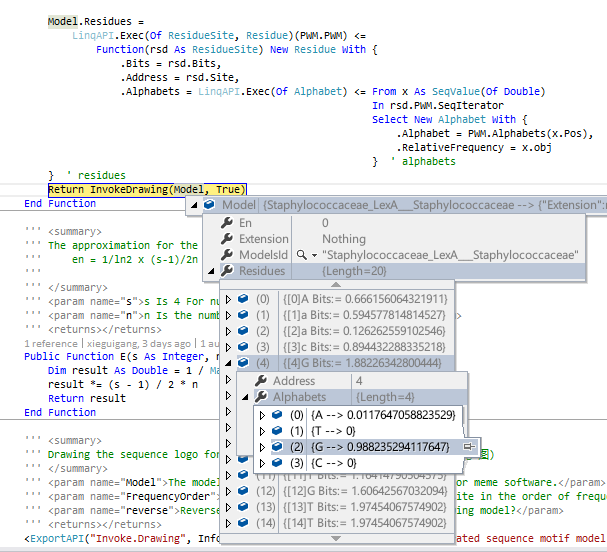 Model.Residues =
LinqAPI.Exec(Of ResidueSite, Residue)(PWM.PWM) <=
Function(rsd As ResidueSite) New Residue With {
.Bits = rsd.Bits,
.Address = rsd.Site,
.Alphabets = LinqAPI.Exec(Of Alphabet) <= From x As SeqValue(Of Double)
In rsd.PWM.SeqIterator
Select New Alphabet With {
.Alphabet = PWM.Alphabets(x.Pos),
.RelativeFrequency = x.obj
} ' alphabets
} ' residues
Return InvokeDrawing(Model, True)
End Function
Model {Staphylococcaceae_LexA___Staphylococcaceae --> {"Extension":
En 0
''' <summary>
Extension Nothing
''' The approximation for the
ModelsId "Staphylococcaceae_LexA___Staphylococcaceae"
''' en = 1/ln2 x (s-1)/2n
Residues {Length=20}
'''
''' </summary>
(0) {[0]A Bits:= 0.666156064321911}
''' <param name="s">s Is 4 For nu
(1) {[1]a Bits:= 0.594577814814527}
''' <param name="n">n Is the numb
(2) {[2]a Bits:= 0.126262559102546}
''' <returns></returns>
(3) {[3]c Bits:= 0.894432288335218}
1 reference | xieguigang, 3 days ago | 1 au
(4) {[4]G Bits:= 1.88226342800444}
Public Function E(s As Integer, n
Address 4
Dim result As Double = 1 / Ma
Alphabets {Length=4}
result *= (s - 1) / 2 * n
(0) {A --> 0.0117647058823529}
Return result
(1) {T --> 0}
End Function
(2) {G --> 0.988235294117647}
''' <summary>
(3) {C --> 0}
''' Drawing the sequence logo for
''' </summary>
''' <param name="Model">The model
or meme software.</param>
(12) {[12]G Bits:= 1.60642567032094}
''' <param name="FrequencyOrder">
ite in the order of frequ
(13) {[13]T Bits:= 1.97454067574902}
''' <param name="reverse">Reverse
ing model?</param>
(14) {[14]T Bits:= 1.97454067574902}
''' <returns></returns>
<ExportAPI("Invoke.Drawing", Info
ated sequence motif model